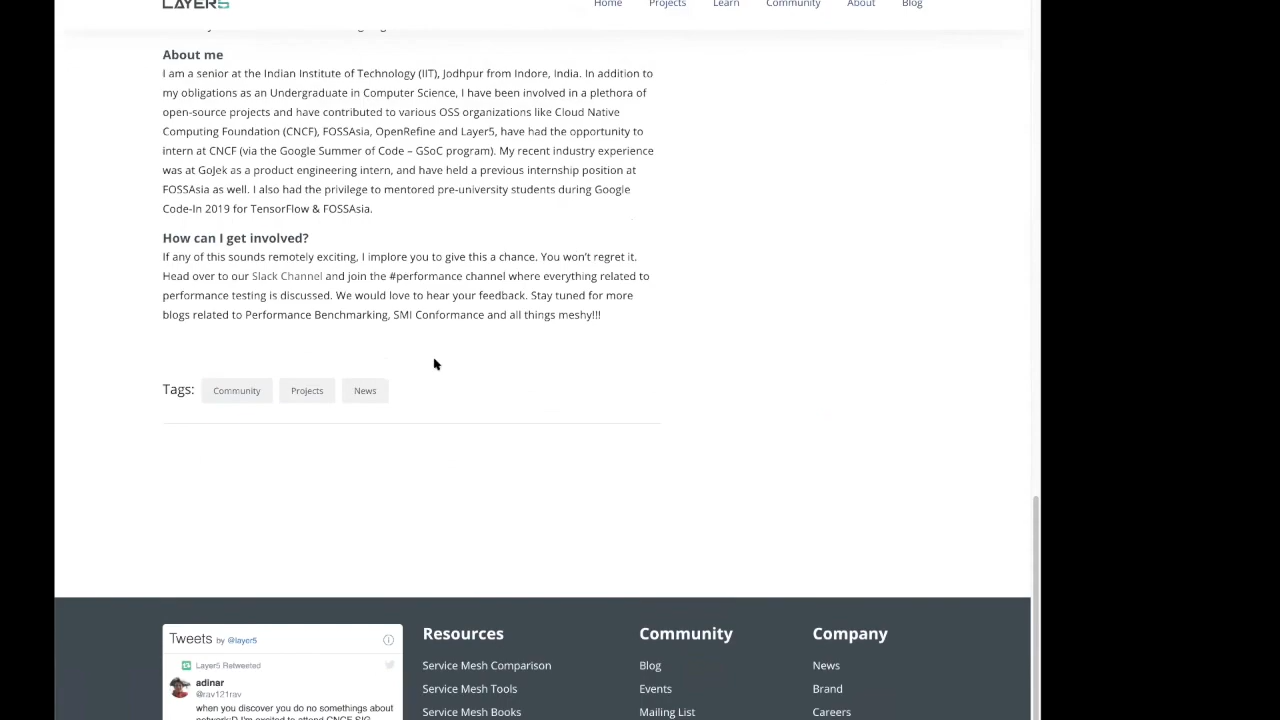 LAYER5
Home Projects Learn Community About Blog
About me
I am a senior at the Indian Institute of Technology (IIT), Jodhpur from Indore, India. In addition to
my obligations as an Undergraduate in Computer Science, I have been involved in a plethora of
open-source projects and have contributed to various OSS organizations like Cloud Native
Computing Foundation (CNCF), FOSSAsia, OpenRefine and Layer5, have had the opportunity to
intern at CNCF (via the Google Summer of Code – GSoC program). My recent industry experience
was at GoJek as a product engineering intern, and have held a previous internship position at
FOSSAsia as well. I also had the privilege to mentored pre-university students during Google
Code-In 2019 for TensorFlow & FOSSAsia.
How can I get involved?
If any of this sounds remotely exciting, I implore you to give this a chance. You won't regret it.
Head over to our Slack Channel and join the #performance channel where everything related to
performance testing is discussed. We would love to hear your feedback. Stay tuned for more
blogs related to Performance Benchmarking, SMI Conformance and all things meshy!!!
Tags: Community Projects News
Tweets by @layer5
Layer5 Retweeted
adinar
@rav121rav
when you discover you do no somethings about
Resources
Service Mesh Comparison
Service Mesh Tools
Service Mesh Books
Community
Blog
Events
Mailing List
Company
News
Brand
Careers